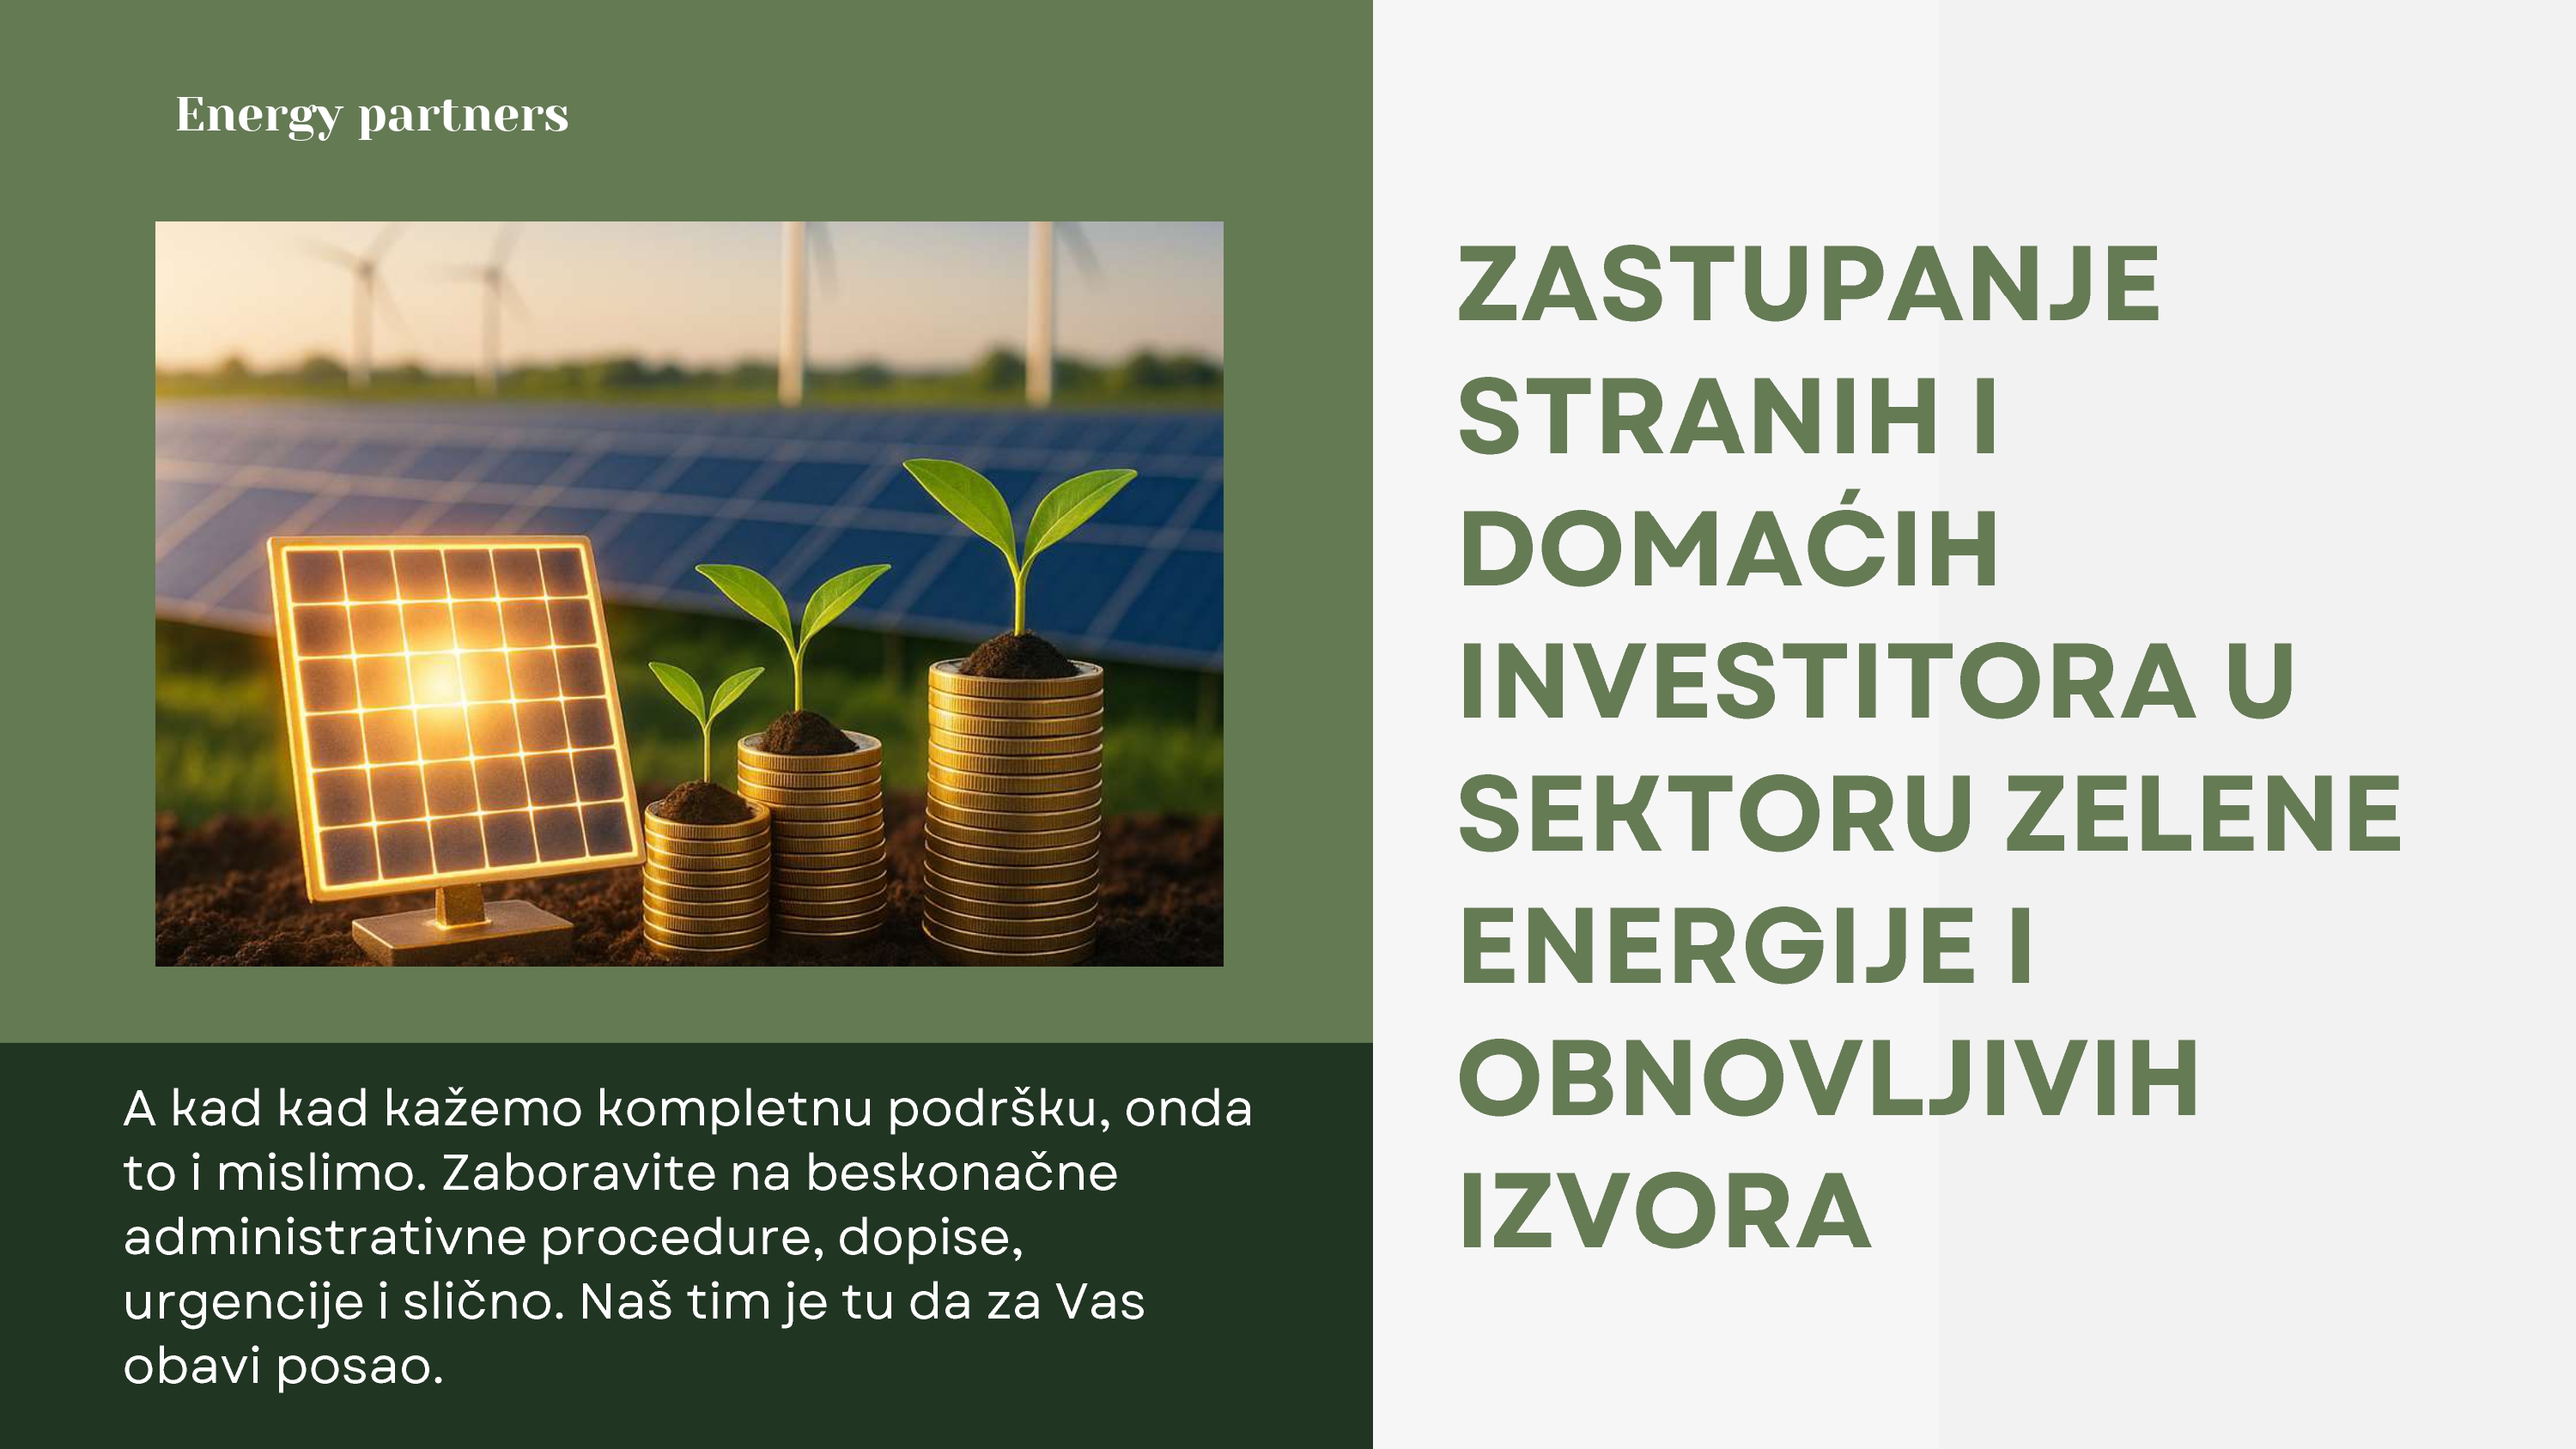 Energy partners
A kad kad kažemo kompletnu podršku, onda
to i mislimo. Zaboravite na beskonačne
administrativne procedure, dopise,
urgencije i slično. Naš tim je tu da za Vas
obavi posao.
ZASTUPANJE
STRANIH I
DOMAĆIH
INVESTITORA U
SEKTORU ZELENE
ENERGIJE I
OBNOVLJIVIH
IZVORA